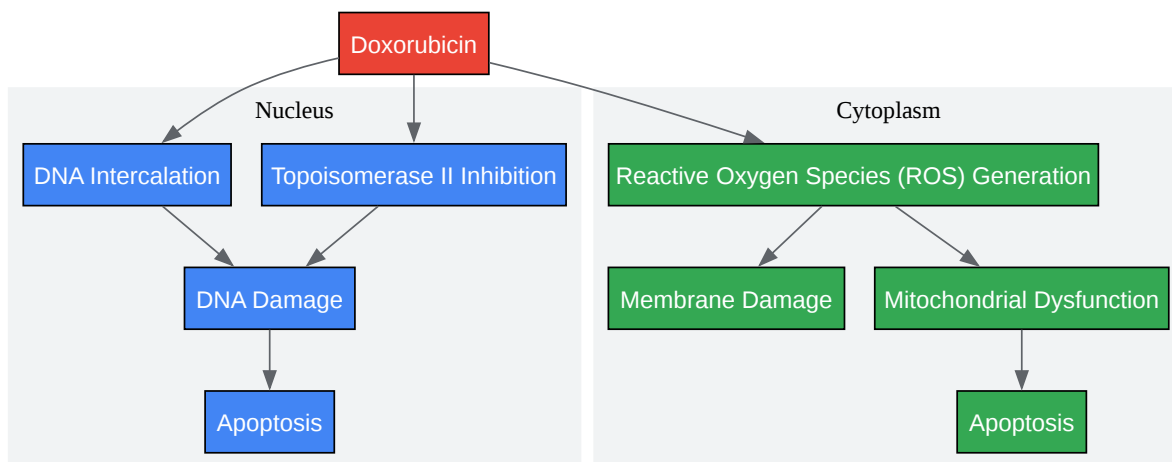 Doxorubicin
Nucleus
Cytoplasm
DNA Intercalation
Topoisomerase II Inhibition
Reactive Oxygen Species (ROS) Generation
DNA Damage
Membrane Damage
Mitochondrial Dysfunction
Apoptosis
Apoptosis